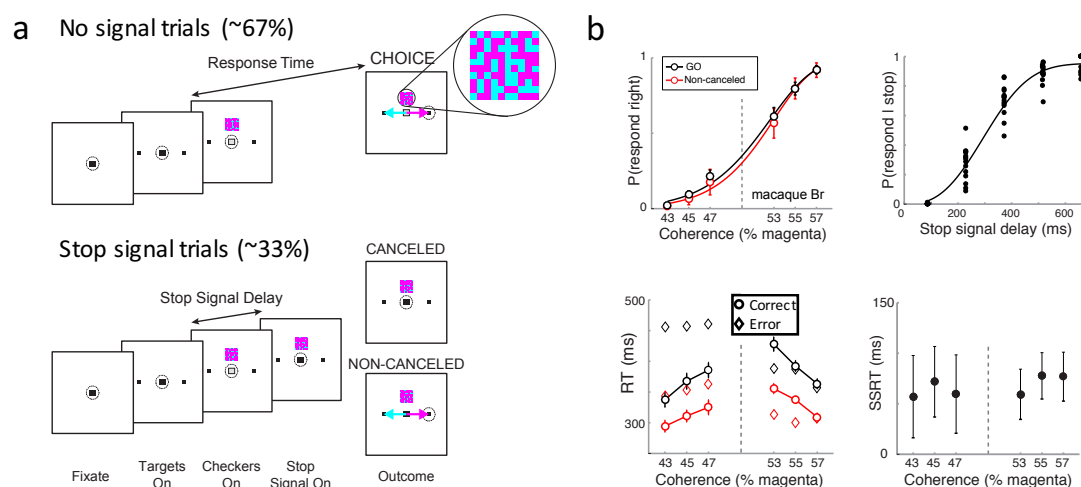 a
No signal trials (~67%)
Response Time
CHOICE
Stop signal trials (~33%)
Stop Signal Delay
CANCELED
NON-CANCELED
Fixate
Targets
On
Checkers
On
Stop
Signal On
Outcome
b
1
0
P(respond right)
GO
Non-canceled
macaque Br
43 45 47 53 55 57
Coherence (% magenta)
1
0
P(respond stop)
0 200 400 600
Stop signal delay (ms)
500
300
RT (ms)
Correct
Error
43 45 47 53 55 57
Coherence (% magenta)
150
0
SSRT (ms)
43 45 47 53 55 57
Coherence (% magenta)